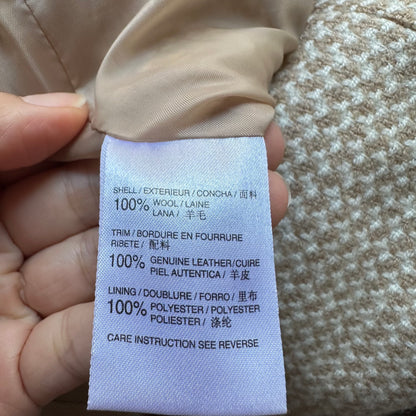 SHELL / EXTERIEUR / CONCHA / 面料
100% WOOL / LAINE
LANA / 羊毛
TRIM / BORDURE EN FOURRURE
RIBETE / 配料
100% GENUINE LEATHER/CUIRE
PIEL AUTENTICA / 羊皮
LINING / DOUBLURE / FORRO / 里布
100% POLYESTER / POLYESTER
POLIESTER / 涤纶
CARE INSTRUCTION SEE REVERSE